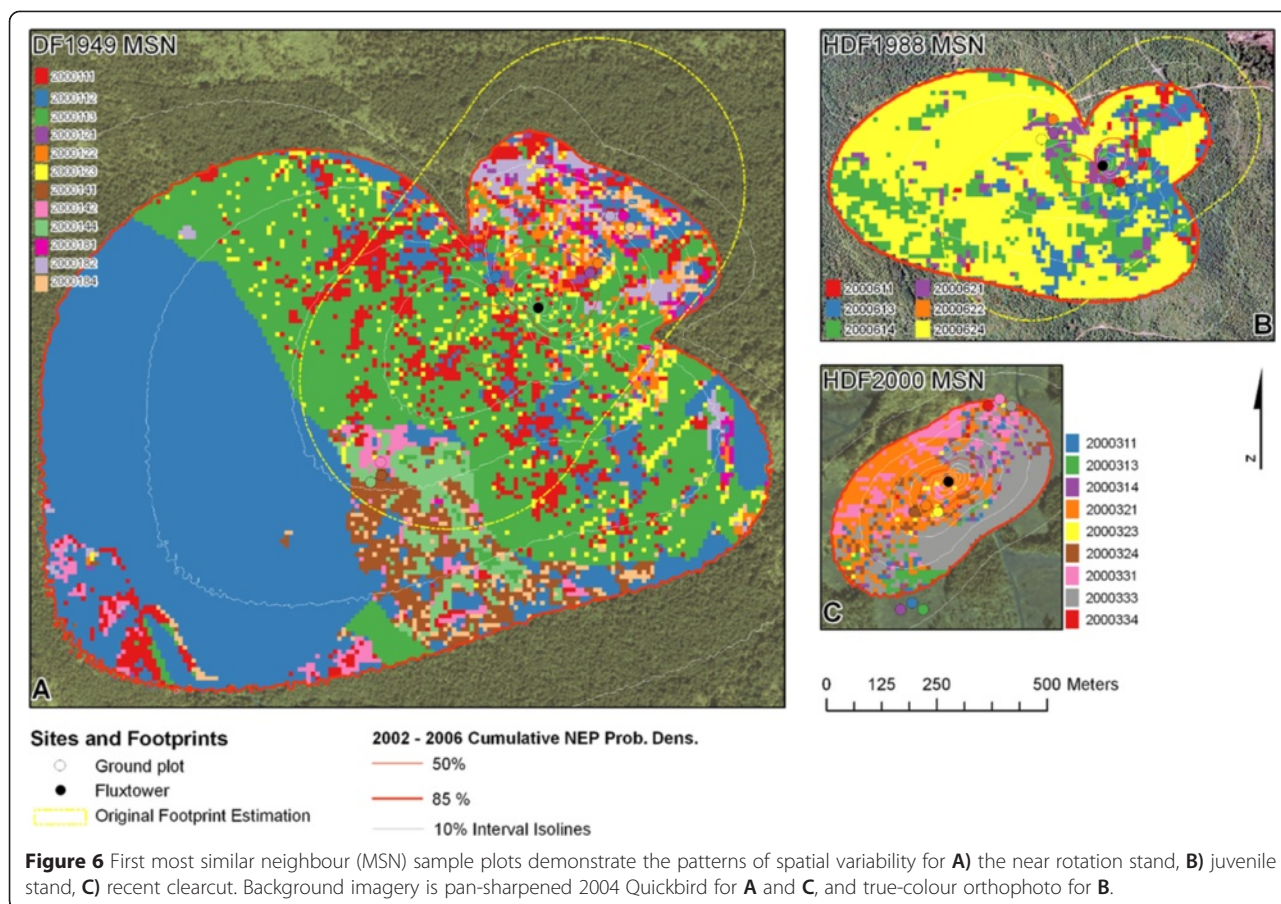 DF1949 MSN
2000111
2000112
2000113
2000121
2000122
2000123
2000141
2000142
2000144
2000181
2000182
2000184
A
HDF1988 MSN
2000611
2000613
2000614
2000621
2000622
2000624
B
HDF2000 MSN
C
2000311
2000313
2000314
2000321
2000323
2000324
2000331
2000333
2000334
N
0 125 250 500 Meters
Sites and Footprints
Ground plot
Fluxtower
Original Footprint Estimation
2002 - 2006 Cumulative NEP Prob. Dens.
50%
85 %
10% Interval Isolines
Figure 6 First most similar neighbour (MSN) sample plots demonstrate the patterns of spatial variability for A) the near rotation stand, B) juvenile
stand, C) recent clearcut. Background imagery is pan-sharpened 2004 Quickbird for A and C, and true-colour orthophoto for B.